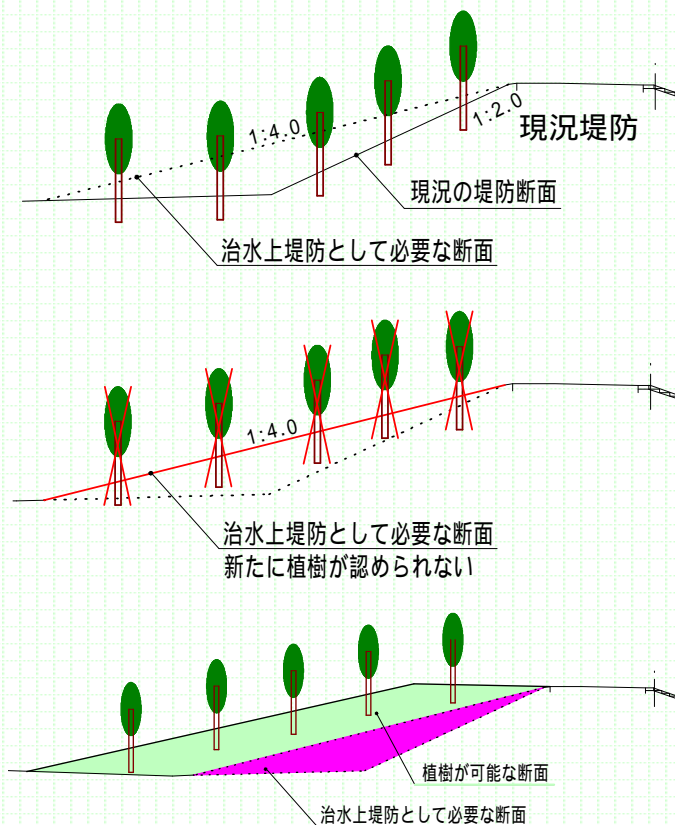 1:4.0
1:2.0
現況堤防
現況の堤防断面
治水上堤防として必要な断面
1:4.0
治水上堤防として必要な断面
新たに植樹が認められない
植樹が可能な断面
治水上堤防として必要な断面